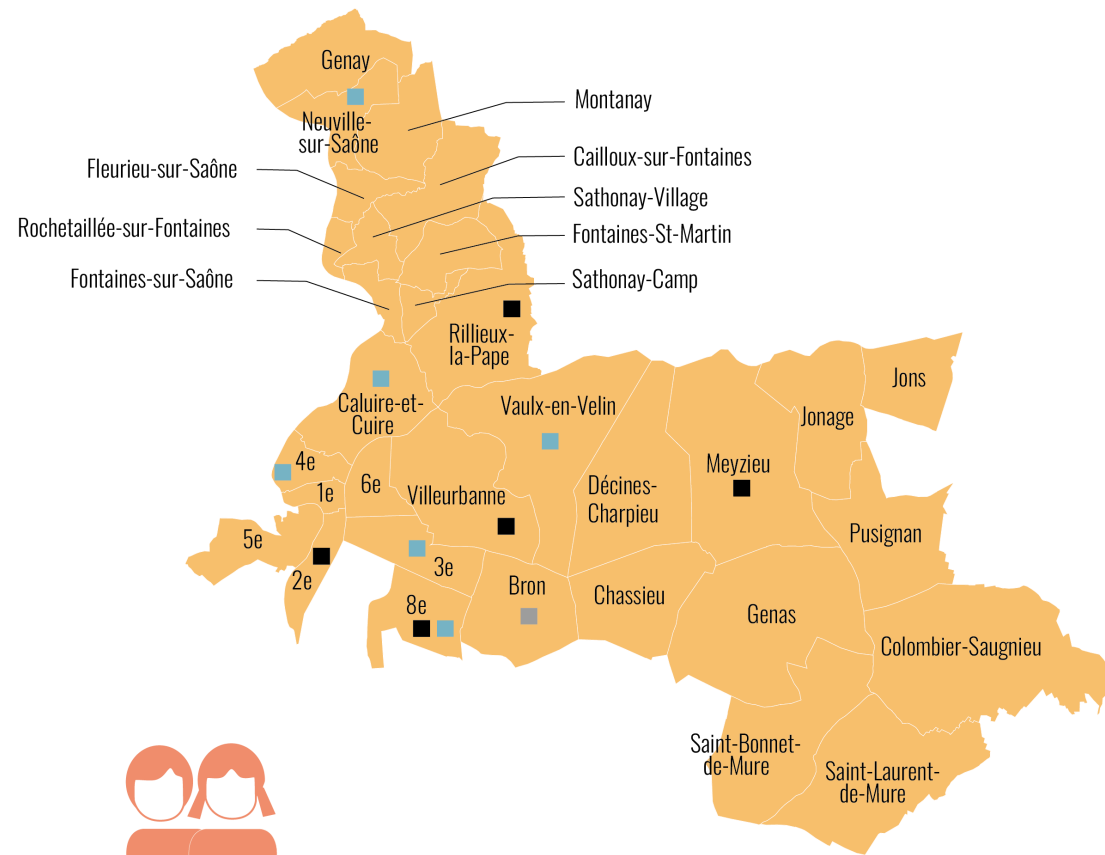 Genay
Montanay
Neuville-
sur-Saône
Cailloux-sur-Fontaines
Fleurieu-sur-Saône
Sathonay-Village
Rochetaillée-sur-Fontaines
Fontaines-St-Martin
Fontaines-sur-Saône
Sathonay-Camp
Rillieux-
la-Pape
Jons
Caluire-et-
Cuire
Vaulx-en-Velin
Jonage
4e
1e
6e
Villeurbanne
Décines-
Charpieu
Meyzieu
Pusignan
5e
2e
3e
8e
Bron
Chassieu
Genas
Colombier-Saugnieu
Saint-Bonnet-
de-Mure
Saint-Laurent-
de-Mure